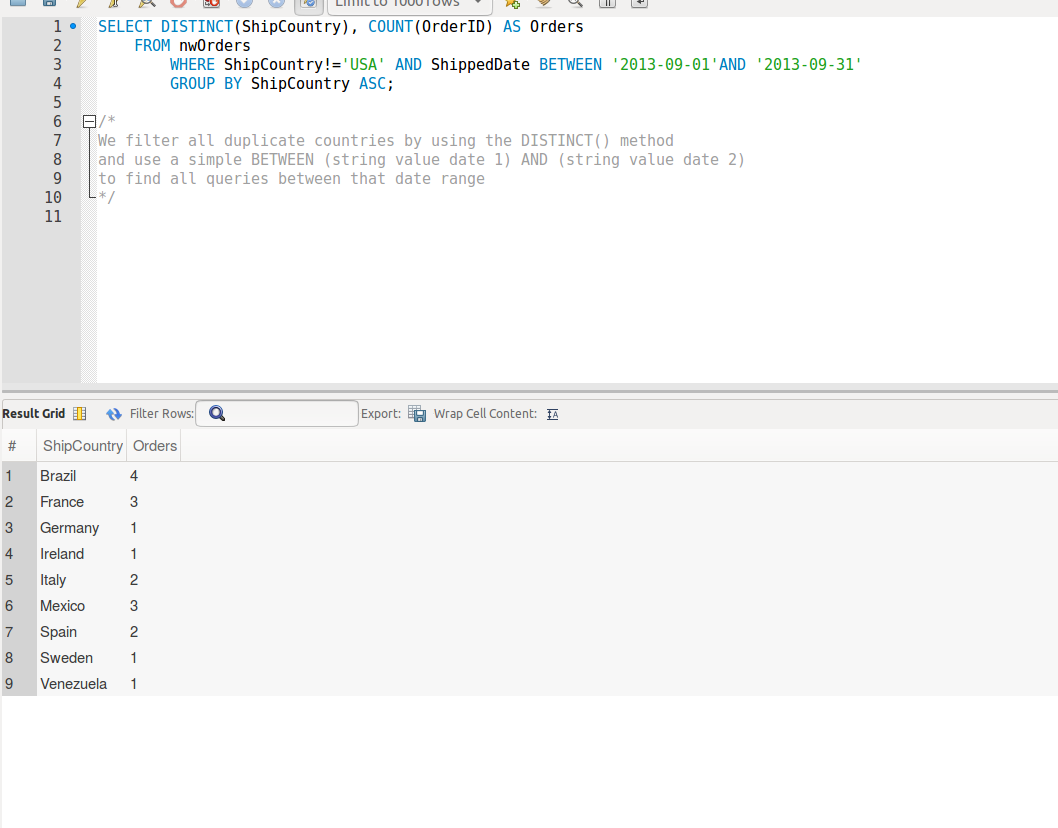 Limit to 1000 rows
1 SELECT DISTINCT(ShipCountry), COUNT(OrderID) AS Orders
2 FROM nwOrders
3 WHERE ShipCountry!='USA' AND ShippedDate BETWEEN '2013-09-01'AND '2013-09-31'
4 GROUP BY ShipCountry ASC;
5
6 /*
7 We filter all duplicate countries by using the DISTINCT() method
8 and use a simple BETWEEN (string value date 1) AND (string value date 2)
9 to find all queries between that date range
10 */
11
Result Grid Filter Rows: Export: Wrap Cell Content:
# ShipCountry Orders
1 Brazil 4
2 France 3
3 Germany 1
4 Ireland 1
5 Italy 2
6 Mexico 3
7 Spain 2
8 Sweden 1
9 Venezuela 1